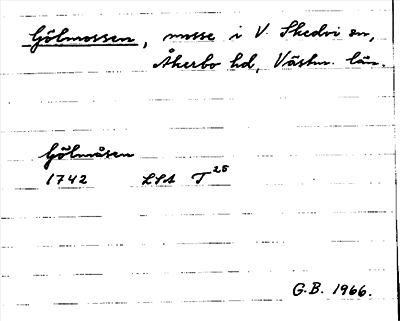 Gölmossen, mosse i V. Skedvi sn,
Åkerbo hd, Västm. län.
Gölmåsen
1742 LSA T25
G.B. 1966.